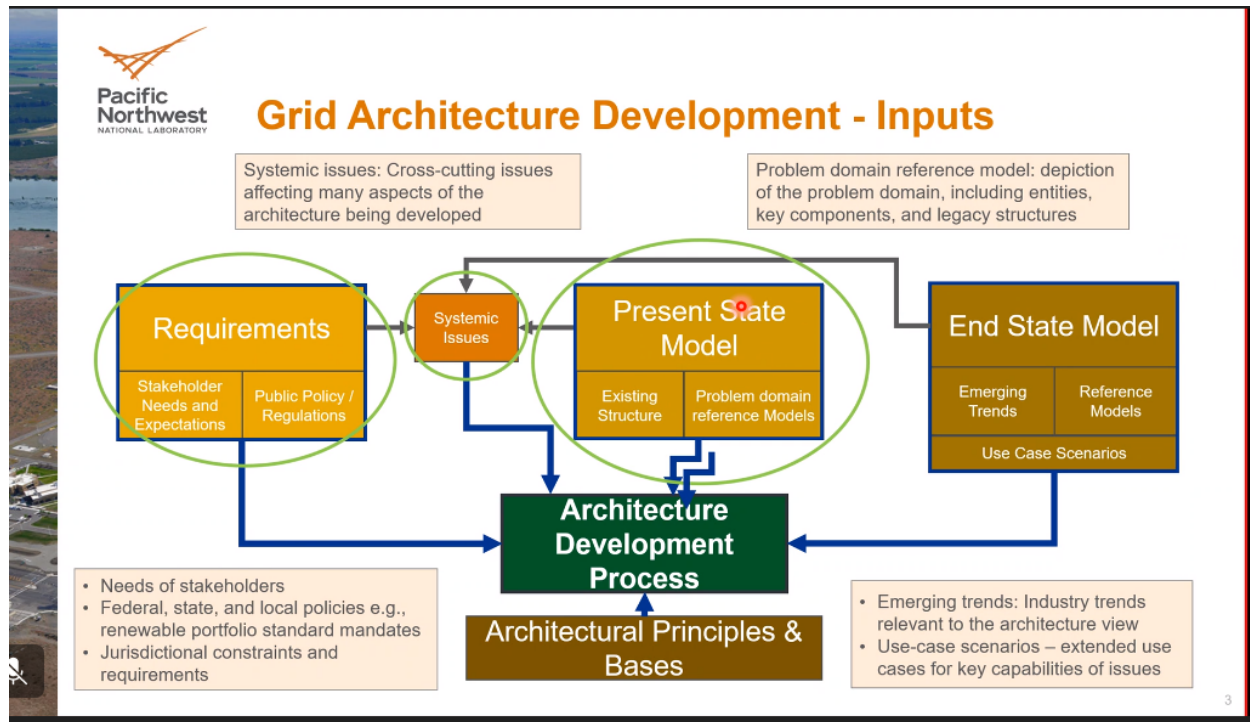 Pacific
Northwest
NATIONAL LABORATORY
Grid Architecture Development - Inputs
Systemic issues: Cross-cutting issues
affecting many aspects of the
architecture being developed
Problem domain reference model: depiction
of the problem domain, including entities,
key components, and legacy structures
Requirements
Stakeholder
Needs and
Expectations
Public Policy /
Regulations
Systemic
Issues
Present State
Model
Existing
Structure
Problem domain
reference Models
End State Model
Emerging
Trends
Reference
Models
Use Case Scenarios
Architecture
Development
Process
Architectural Principles &
Bases
• Needs of stakeholders
• Federal, state, and local policies e.g.,
renewable portfolio standard mandates
• Jurisdictional constraints and
requirements
• Emerging trends: Industry trends
relevant to the architecture view
• Use-case scenarios – extended use
cases for key capabilities of issues
3